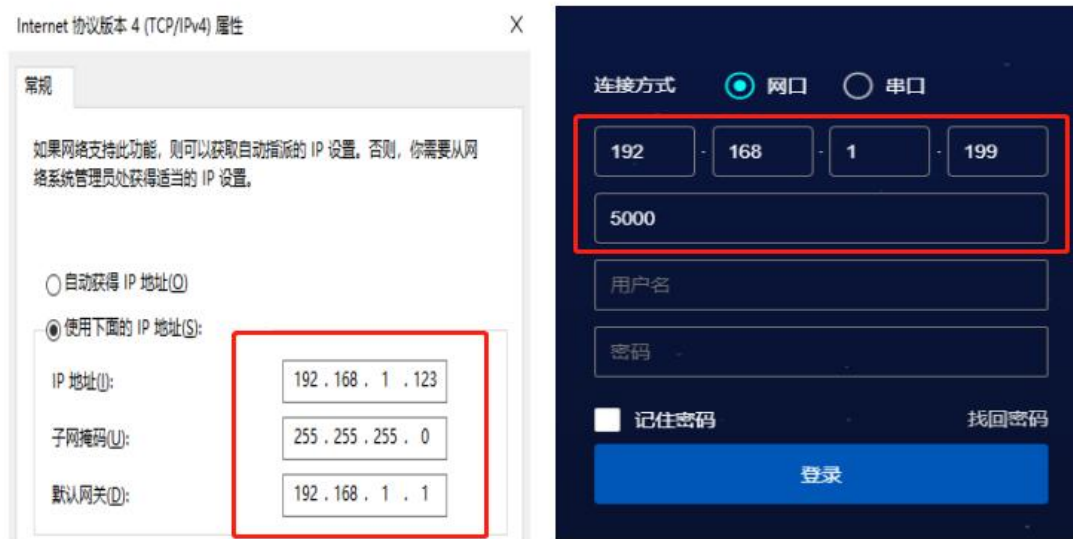 Internet 协议版本 4 (TCP/IPv4) 属性
X
常规
如果网络支持此功能，则可以获取自动指派的 IP 设置。否则，你需要从网
络系统管理员处获得适当的 IP 设置。
自动获得 IP 地址(O)
使用下面的 IP 地址(S):
IP 地址(I):
192 . 168 . 1 . 123
子网掩码(U):
255 . 255 . 255 . 0
默认网关(D):
192 . 168 . 1 . 1
连接方式 网口 串口
192 - 168 - 1 - 199
5000
用户名
密码
记住密码 找回密码
登录